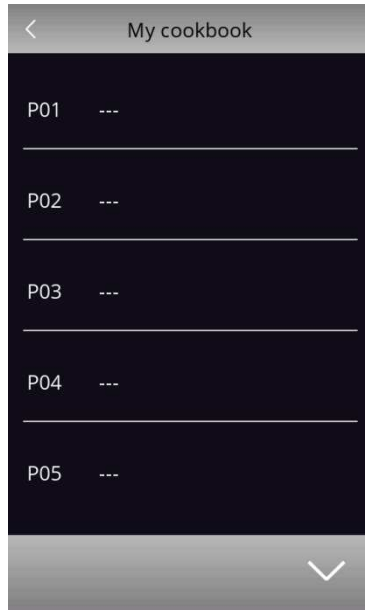 My cookbook
P01 ---
P02 ---
P03 ---
P04 ---
P05 ---